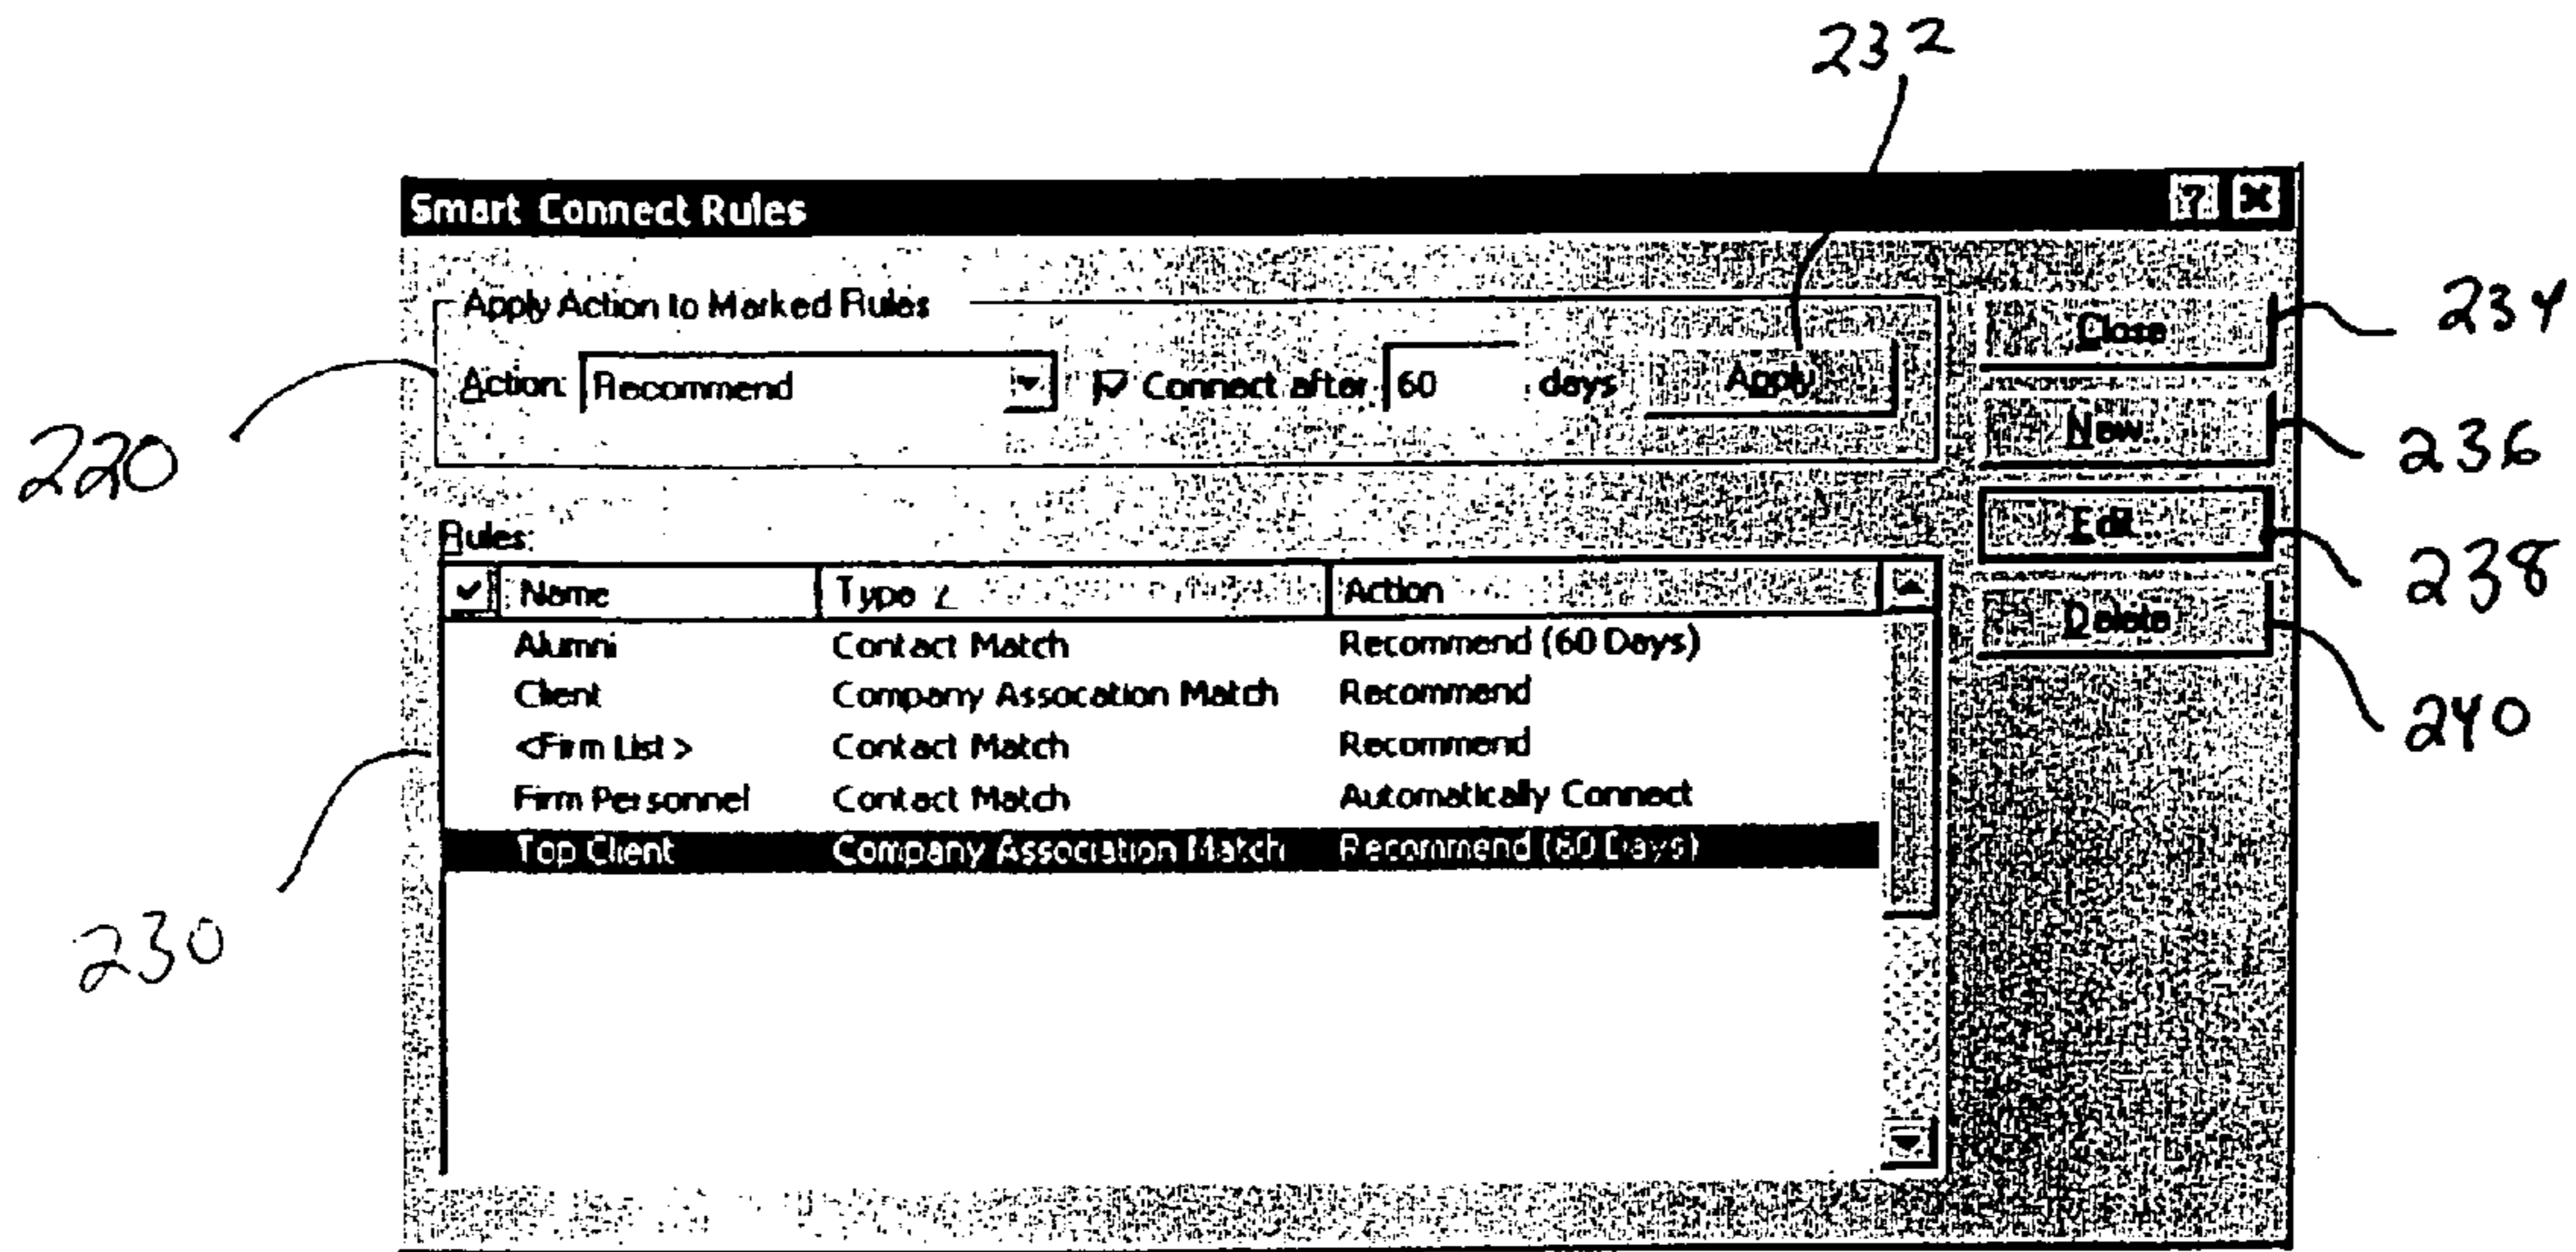 232
Smart Connect Rules
Apply Action to Marked Rules
Action: Recommend Connect after 60 days Apply
Close 234
New... 236
220
Edit... 238
Delete 240
Rules:
Name Type Action
Alumni Contact Match Recommend (60 Days)
Client Company Assocation Match Recommend
<Firm List > Contact Match Recommend
Firm Personnel Contact Match Automatically Connect
Top Client Company Association Match Recommend (60 Days)
230